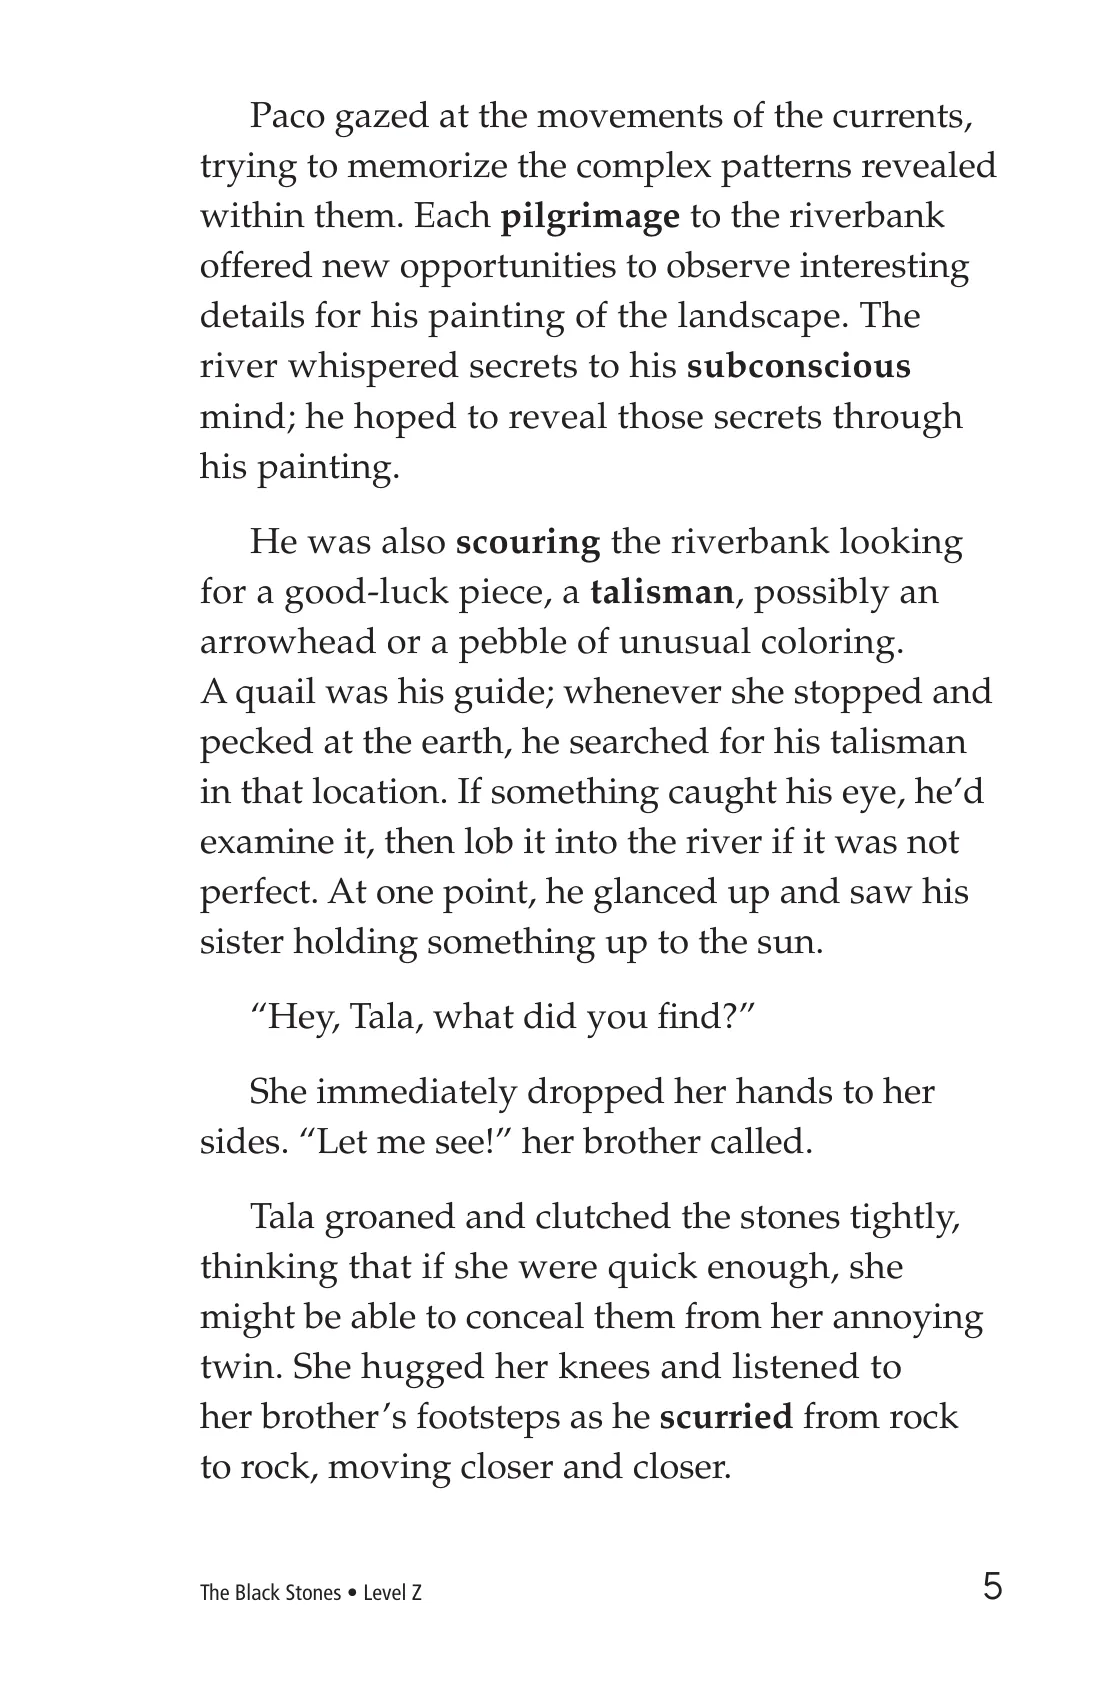 Paco gazed at the movements of the currents,
trying to memorize the complex patterns revealed
within them. Each pilgrimage to the riverbank
offered new opportunities to observe interesting
details for his painting of the landscape. The
river whispered secrets to his subconscious
mind; he hoped to reveal those secrets through
his painting.
He was also scouring the riverbank looking
for a good-luck piece, a talisman, possibly an
arrowhead or a pebble of unusual coloring.
A quail was his guide; whenever she stopped and
pecked at the earth, he searched for his talisman
in that location. If something caught his eye, he’d
examine it, then lob it into the river if it was not
perfect. At one point, he glanced up and saw his
sister holding something up to the sun.
“Hey, Tala, what did you find?”
She immediately dropped her hands to her
sides. “Let me see!” her brother called.
Tala groaned and clutched the stones tightly,
thinking that if she were quick enough, she
might be able to conceal them from her annoying
twin. She hugged her knees and listened to
her brother’s footsteps as he scurried from rock
to rock, moving closer and closer.
The Black Stones • Level Z
5